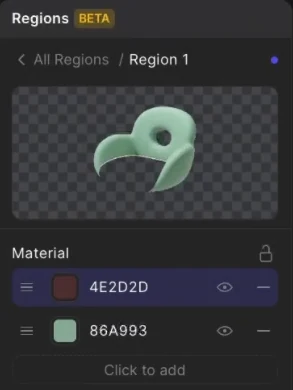 Regions BETA
All Regions / Region 1
Material
4E2D2D
86A993
Click to add